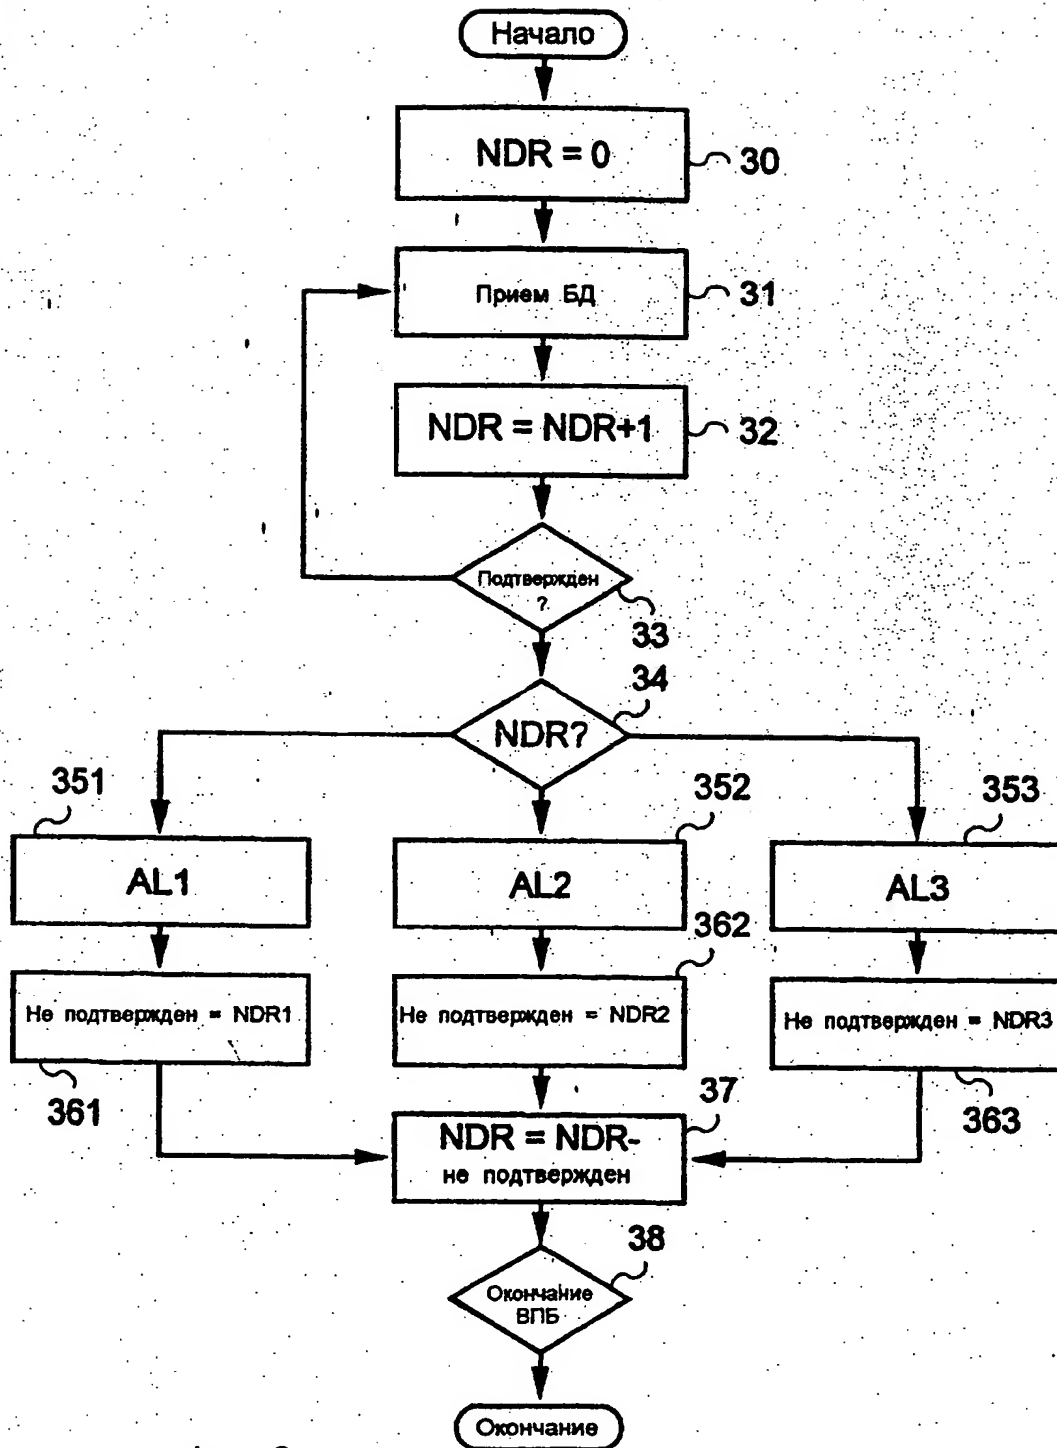 Начало
NDR = 0
30
Прием БД
31
NDR = NDR+1
32
Подтвержден
?
33
34
NDR?
351
352
353
AL1
AL2
AL3
362
Не подтвержден = NDR1
Не подтвержден = NDR2
Не подтвержден = NDR3
361
37
363
NDR = NDR-
не подтвержден
38
Окончание
ВПБ
Окончание